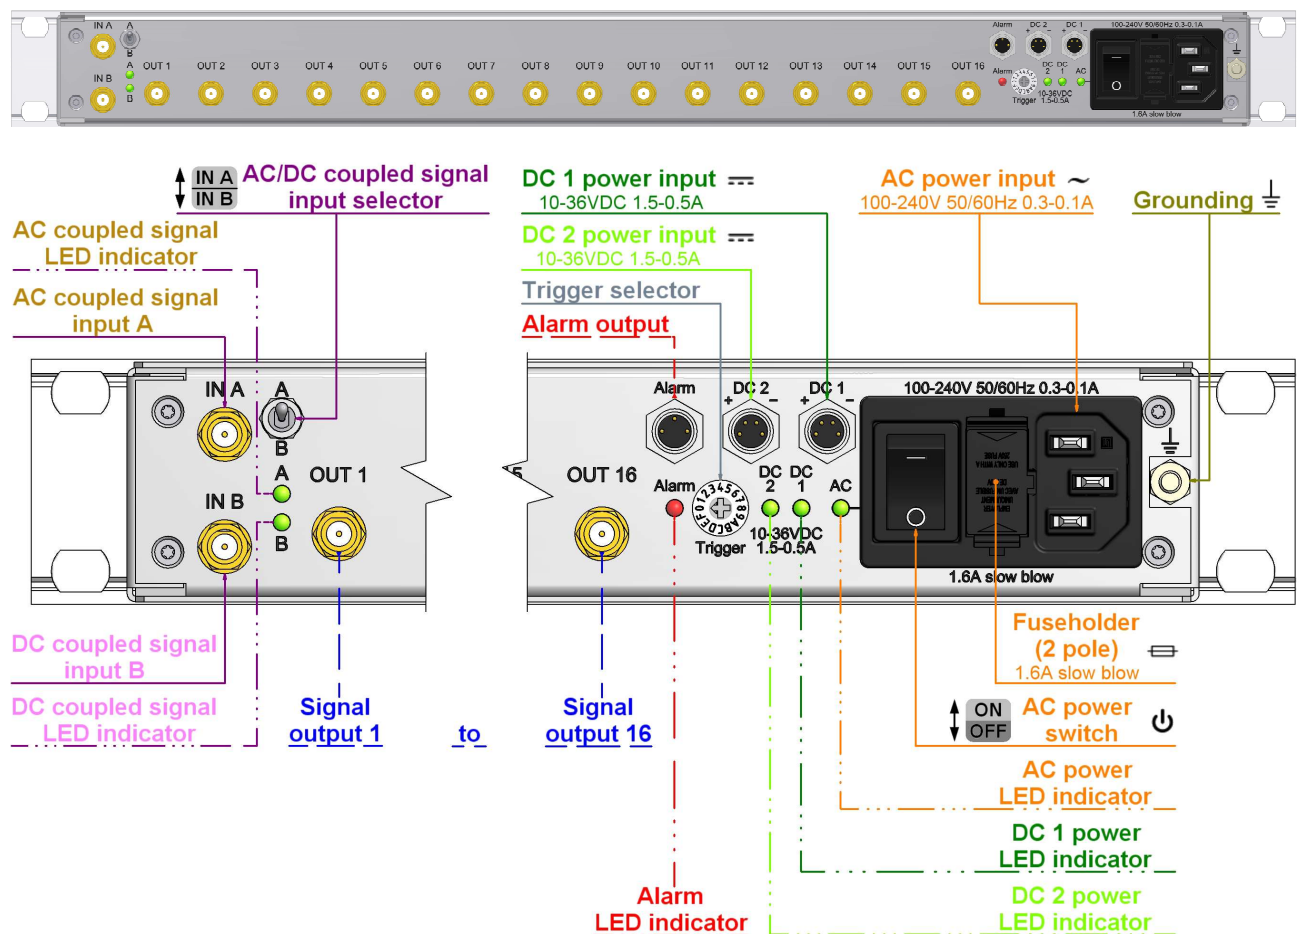 IN A
A
B
IN B
A
B
OUT 1
OUT 2
OUT 3
OUT 4
OUT 5
OUT 6
OUT 7
OUT 8
OUT 9
OUT 10
OUT 11
OUT 12
OUT 13
OUT 14
OUT 15
OUT 16
Alarm
DC 2
+ −
DC 1
+ −
100-240V 50/60Hz 0.3-0.1A
Alarm
DC 2
DC 1
AC
10-36VDC
Trigger 1.5-0.5A
1.6A slow blow
IN A
IN B
AC/DC coupled signal
input selector
DC 1 power input
10-36VDC 1.5-0.5A
AC power input ~
100-240V 50/60Hz 0.3-0.1A
Grounding
AC coupled signal
LED indicator
DC 2 power input
10-36VDC 1.5-0.5A
AC coupled signal
input A
Trigger selector
Alarm output
IN A
A
B
A
IN B
B
OUT 1
5
OUT 16
Alarm
DC 2
+ −
DC 1
+ −
100-240V 50/60Hz 0.3-0.1A
Alarm
0123456789ABCDEF
DC
2
DC
1
AC
10-36VDC
Trigger 1.5-0.5A
1.6A slow blow
DC coupled signal
input B
DC coupled signal
LED indicator
Signal
output 1
to
Signal
output 16
Fuseholder
(2 pole)
1.6A slow blow
ON
OFF
AC power
switch
AC power
LED indicator
DC 1 power
LED indicator
Alarm
LED indicator
DC 2 power
LED indicator